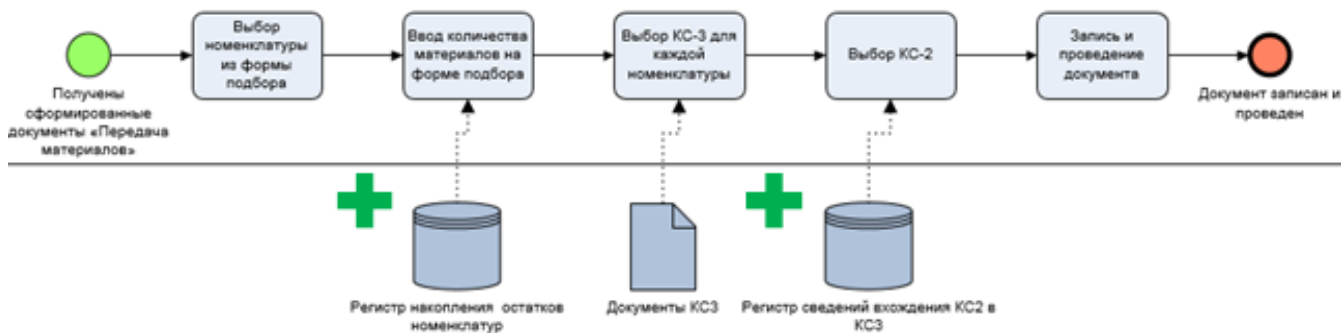 Выбор
номенклатуры
из формы
подбора
Ввод количества
материалов на
форме подбора
Выбор КС-3 для
каждой
номенклатуры
Выбор КС-2
Запись и
проведение
документа
Получены
сформированные
документы «Передача
материалов»
Документ записан и
проведен
Регистр накопления остатков
номенклатур
Документы КС3
Регистр сведений вхождения КС2 в
КС3